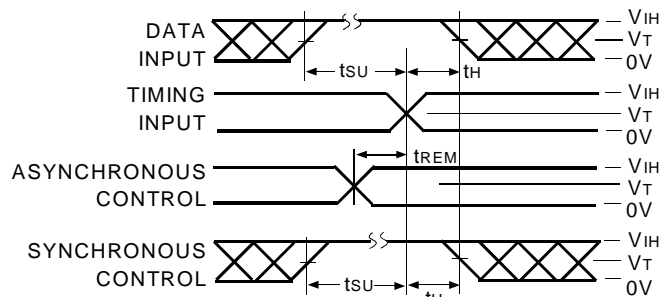 DATA INPUT
VIH
VT
0V
tSU
tH
TIMING INPUT
VIH
VT
0V
tREM
ASYNCHRONOUS CONTROL
VIH
VT
0V
SYNCHRONOUS CONTROL
VIH
VT
0V
tSU
tH